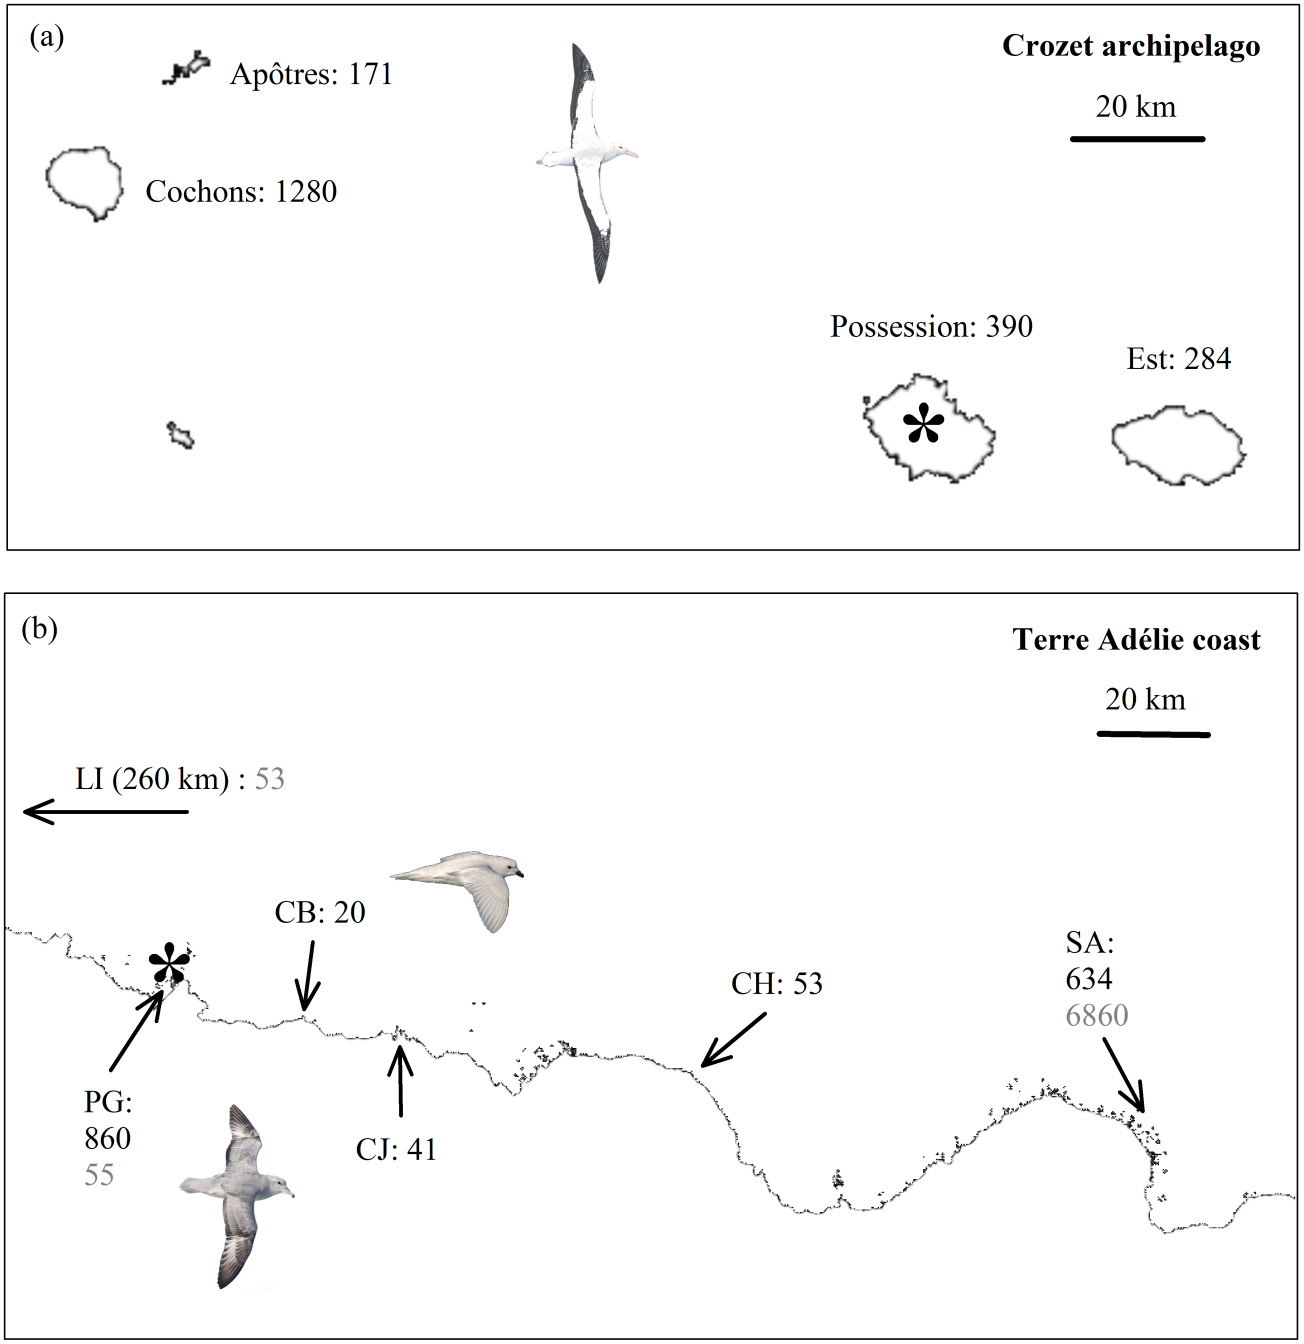 (a)
Crozet archipelago
20 km
Apôtres: 171
Cochons: 1280
Possession: 390
Est: 284
(b)
Terre Adélie coast
20 km
LI (260 km) : 53
CB: 20
SA:
634
6860
CH: 53
PG:
860
55
CJ: 41